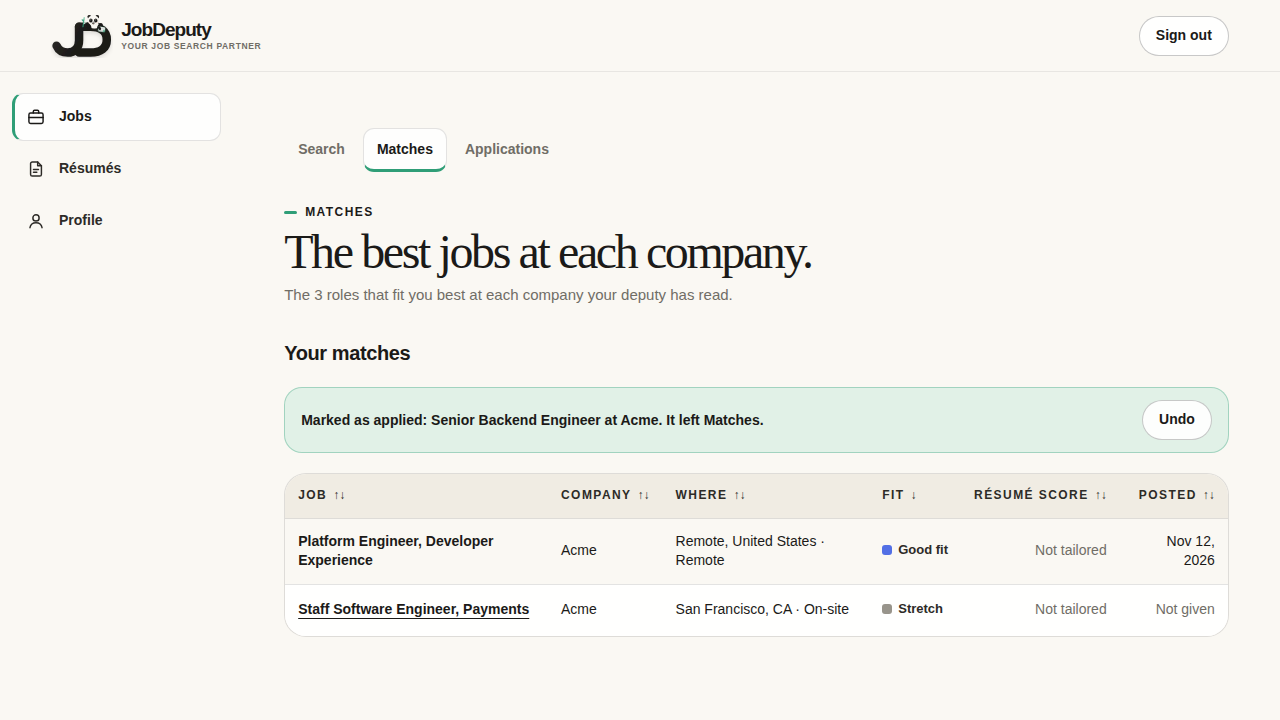 JobDeputy
YOUR JOB SEARCH PARTNER
Sign out
Jobs
Résumés
Profile
Search Matches Applications
MATCHES
The best jobs at each company.
The 3 roles that fit you best at each company your deputy has read.
Your matches
Marked as applied: Senior Backend Engineer at Acme. It left Matches. Undo
JOB ↑↓ COMPANY ↑↓ WHERE ↑↓ FIT ↓ RÉSUMÉ SCORE ↑↓ POSTED ↑↓
Platform Engineer, Developer Experience Acme Remote, United States · Remote Good fit Not tailored Nov 12, 2026
Staff Software Engineer, Payments Acme San Francisco, CA · On-site Stretch Not tailored Not given